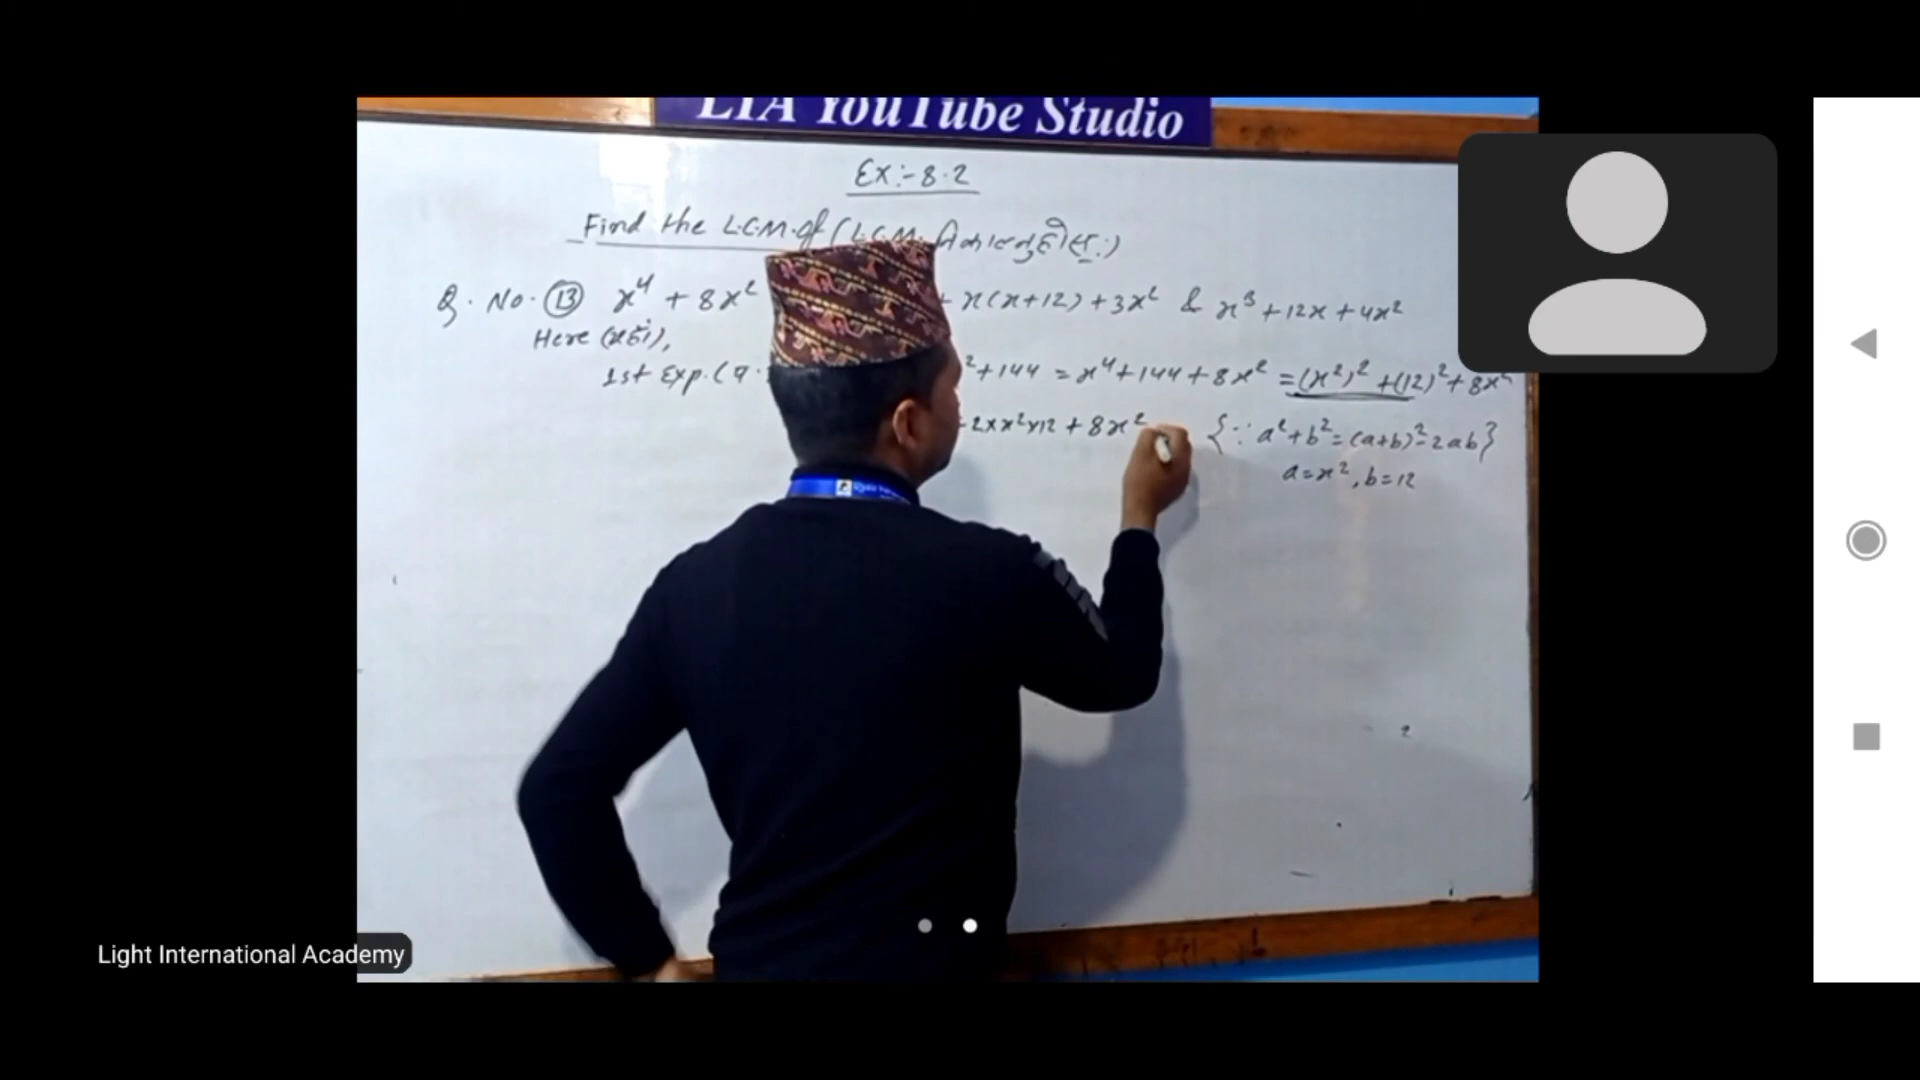 LIA YouTube Studio
Ex:- 8.2
Find the L.C.M. of (L.C.M. निकाल्नुहोस् :)
Q. No. 13 x⁴ + 8x² + x(x+12) + 3x² & x³ + 12x + 4x²
Here (यहाँ),
1st Exp. ² + 144 = x⁴ + 144 + 8x² = (x²)² + (12)² + 8x²
2×x²×12 + 8x² {∵ a² + b² = (a+b)² - 2ab}
a = x², b = 12
Light International Academy